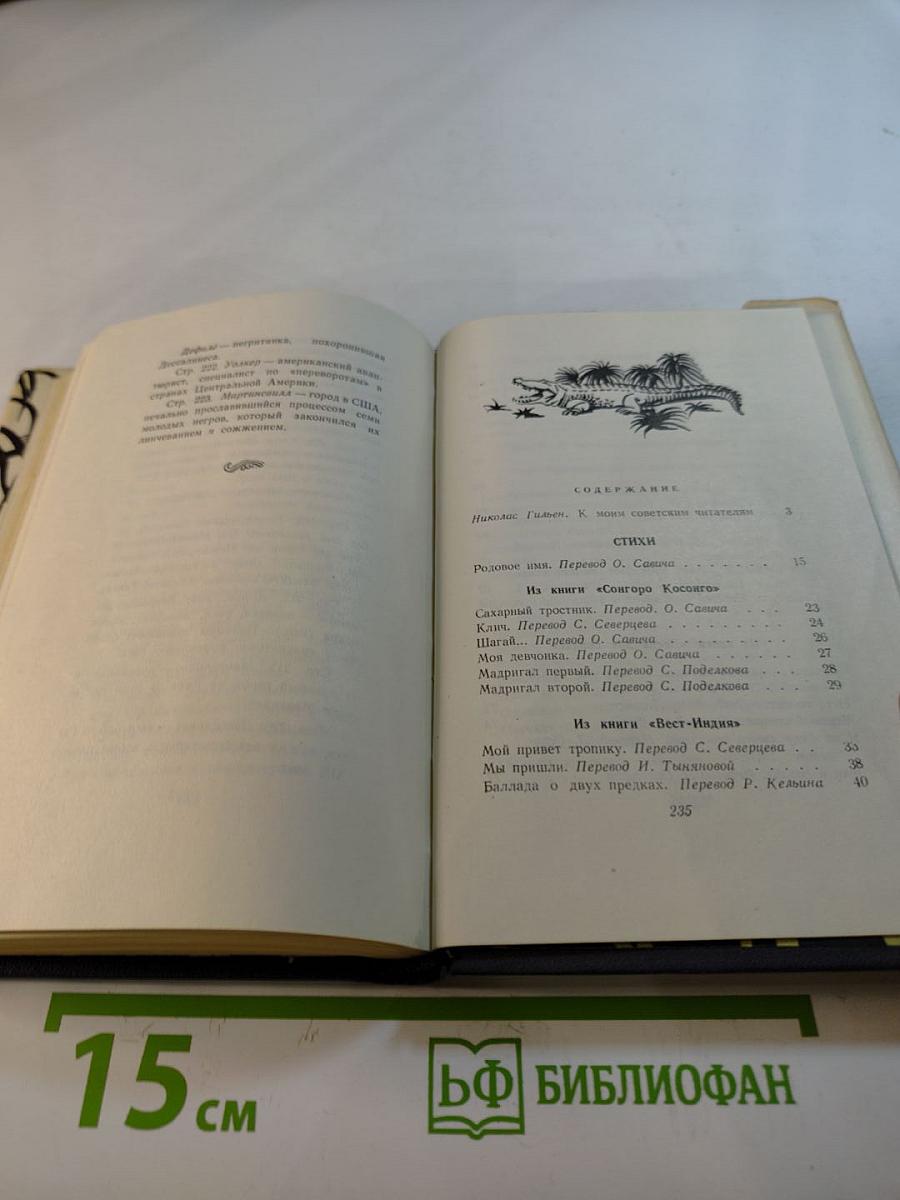 Дефиле — негритянка, похоронившая
Дессалинеса.
Стр. 222. Уолкер — американский аван-
тюрист, специалист по «переворотам» в
странах Центральной Америки.
Стр. 223. Мартинсвилл — город в США,
печально прославившийся процессом семи
молодых негров, который закончился их
линчеванием и сожжением.
СОДЕРЖАНИЕ
Николас Гильен. К моим советским читателям 3
СТИХИ
Родовое имя. Перевод О. Савича . . . . . . . 15
Из книги «Сонгоро Косонго»
Сахарный тростник. Перевод. О. Савича . . . 23
Клич. Перевод С. Северцева . . . . . . . . . 24
Шагай... Перевод О. Савича . . . . . . . . . 26
Моя девчонка. Перевод О. Савича . . . . . . 27
Мадригал первый. Перевод С. Поделкова . . . 28
Мадригал второй. Перевод С. Поделкова . . . 29
Из книги «Вест-Индия»
Мой привет тропику. Перевод С. Северцева . . 35
Мы пришли. Перевод И. Тыняновой . . . . . 38
Баллада о двух предках. Перевод Р. Кельина 40
235
15 см
БФ БИБЛИОФАН